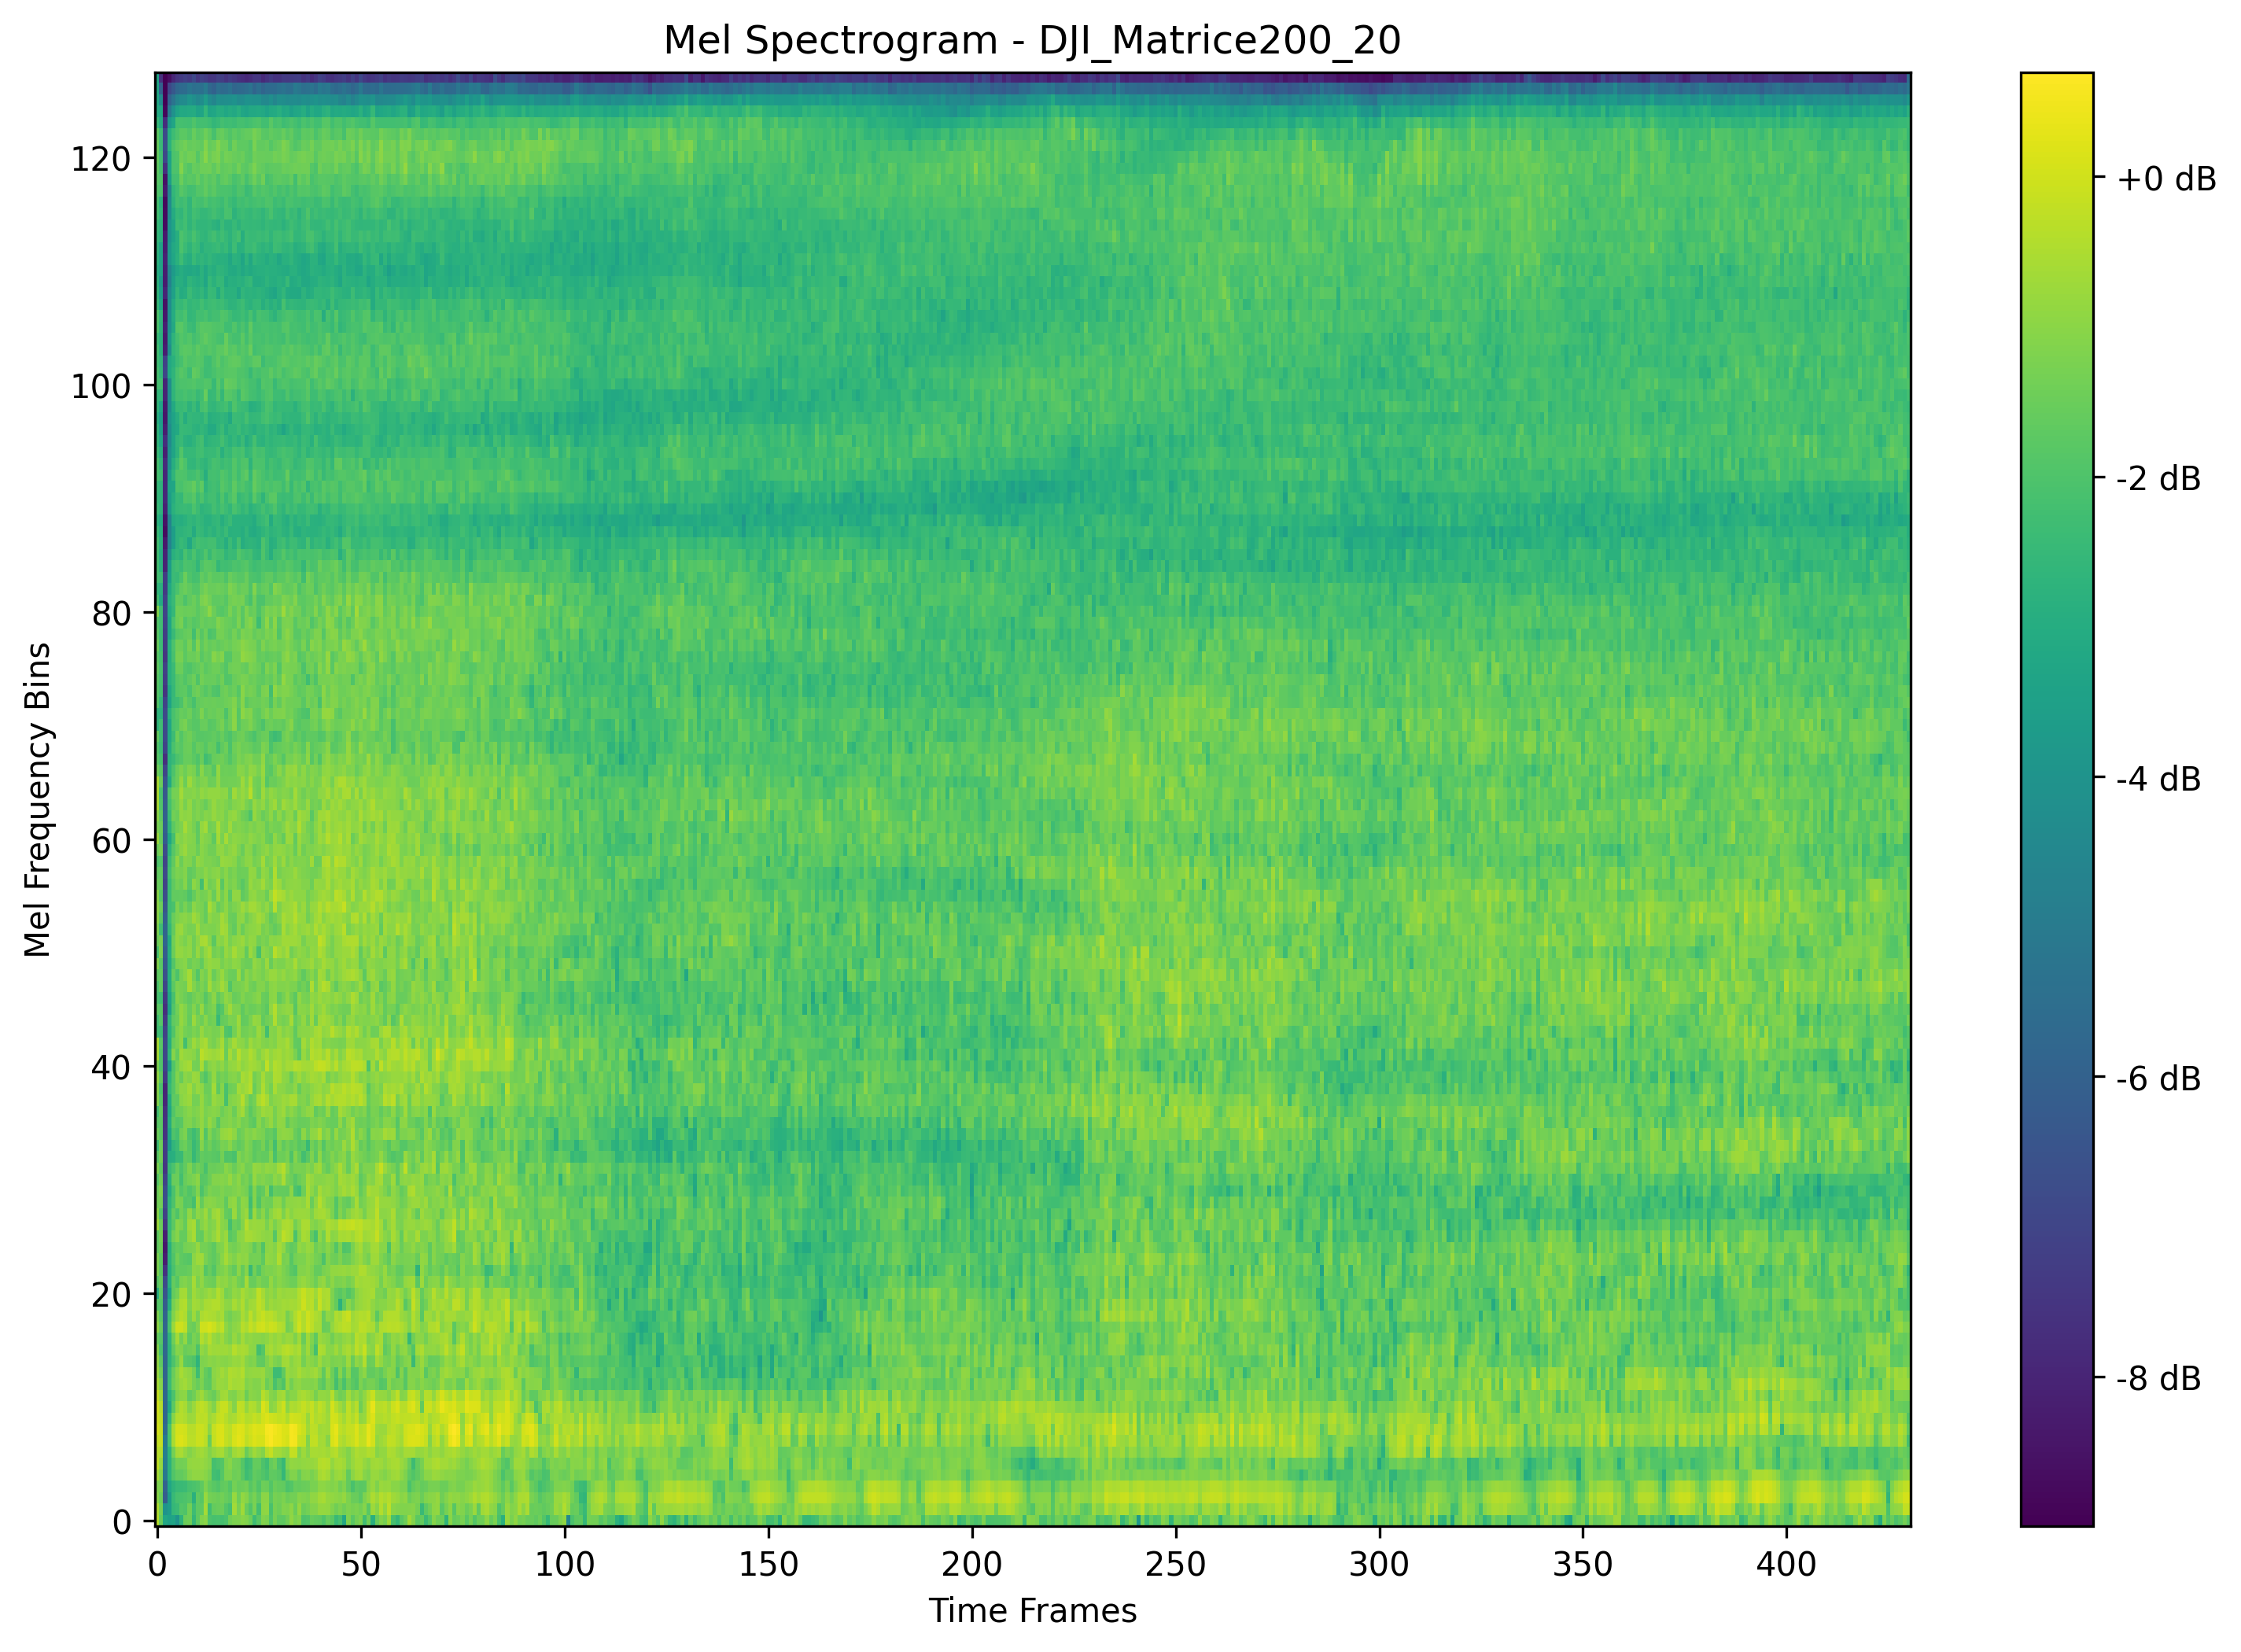 Mel Spectrogram - DJI_Matrice200_20
120
100
80
60
40
20
0
Mel Frequency Bins
0 50 100 150 200 250 300 350 400
Time Frames
+0 dB
-2 dB
-4 dB
-6 dB
-8 dB